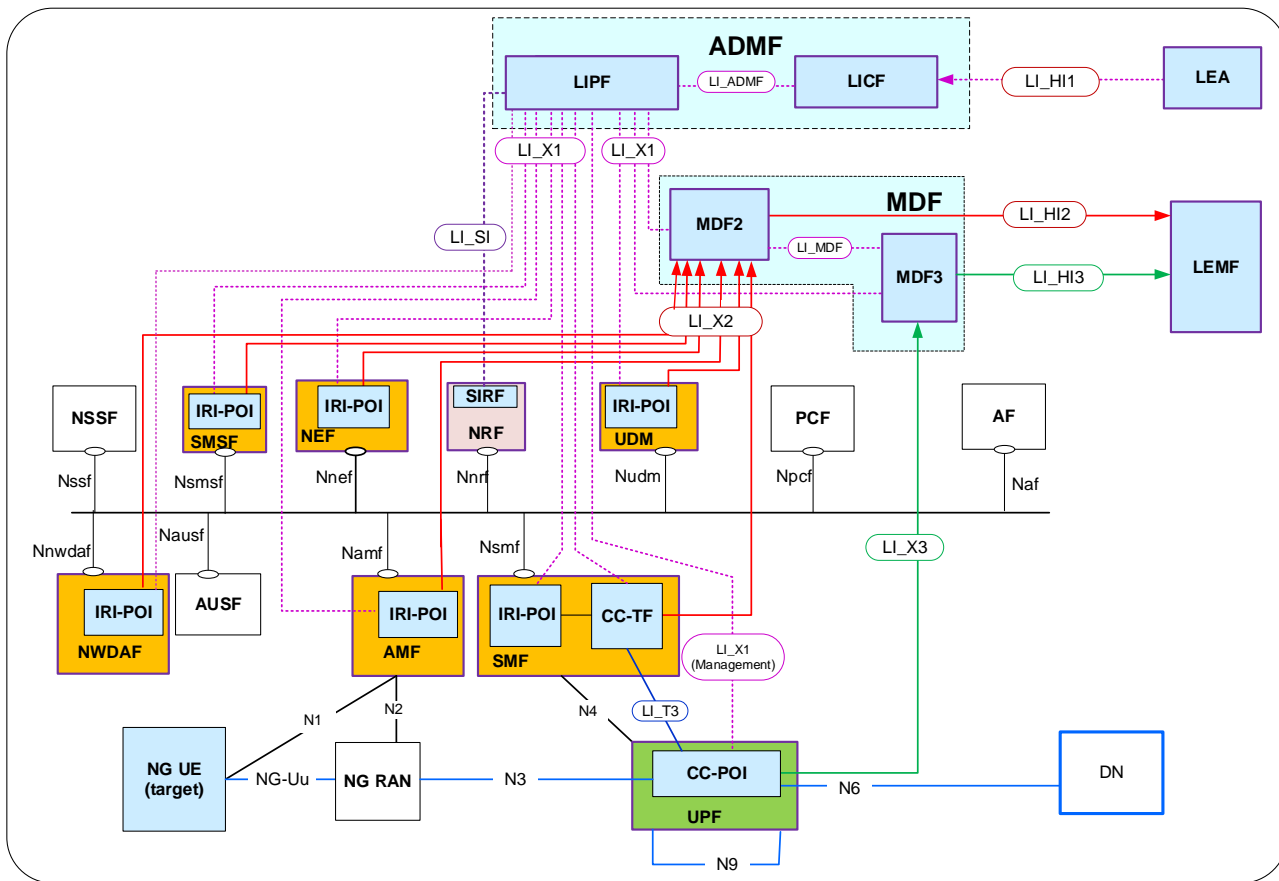 ADMF
LIPF
LI_ADMF
LICF
LI_HI1
LEA
LI_X1
LI_X1
MDF
MDF2
LI_HI2
LI_SI
LI_MDF
LEMF
MDF3
LI_HI3
LI_X2
NSSF
IRI-POI
SMSF
IRI-POI
NEF
SIRF
NRF
IRI-POI
UDM
PCF
AF
Nssf
Nsmsf
Nnef
Nnrf
Nudm
Npcf
Naf
Nnwdaf
Nausf
Namf
Nsmf
LI_X3
IRI-POI
NWDAF
AUSF
IRI-POI
AMF
IRI-POI
CC-TF
SMF
LI_X1
(Management)
N1
N2
N4
LI_T3
NG UE
(target)
NG-Uu
NG RAN
N3
CC-POI
UPF
N6
DN
N9